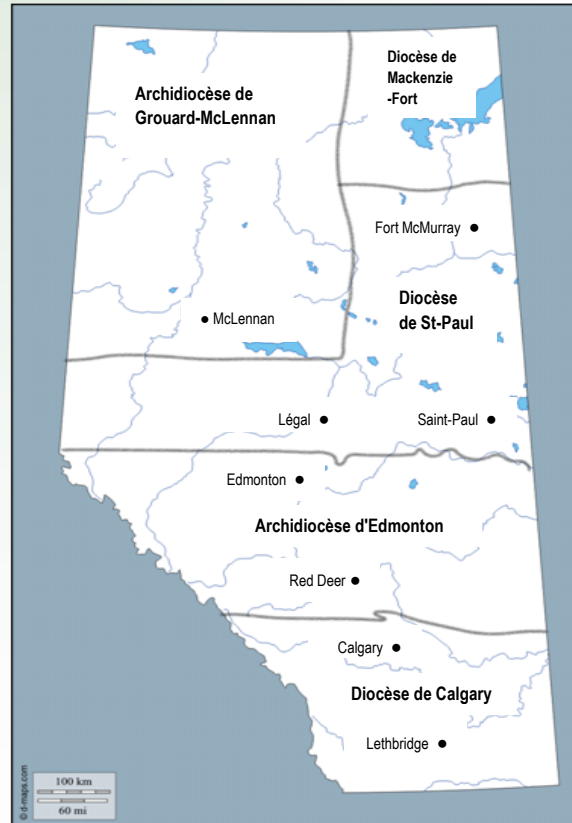 Archidiocèse de
Grouard-McLennan
Diocèse de
Mackenzie
-Fort
Fort McMurray
Diocèse
de St-Paul
McLennan
Légal
Saint-Paul
Edmonton
Archidiocèse d'Edmonton
Red Deer
Calgary
Diocèse de Calgary
Lethbridge
100 km
60 mi
© d-maps.com